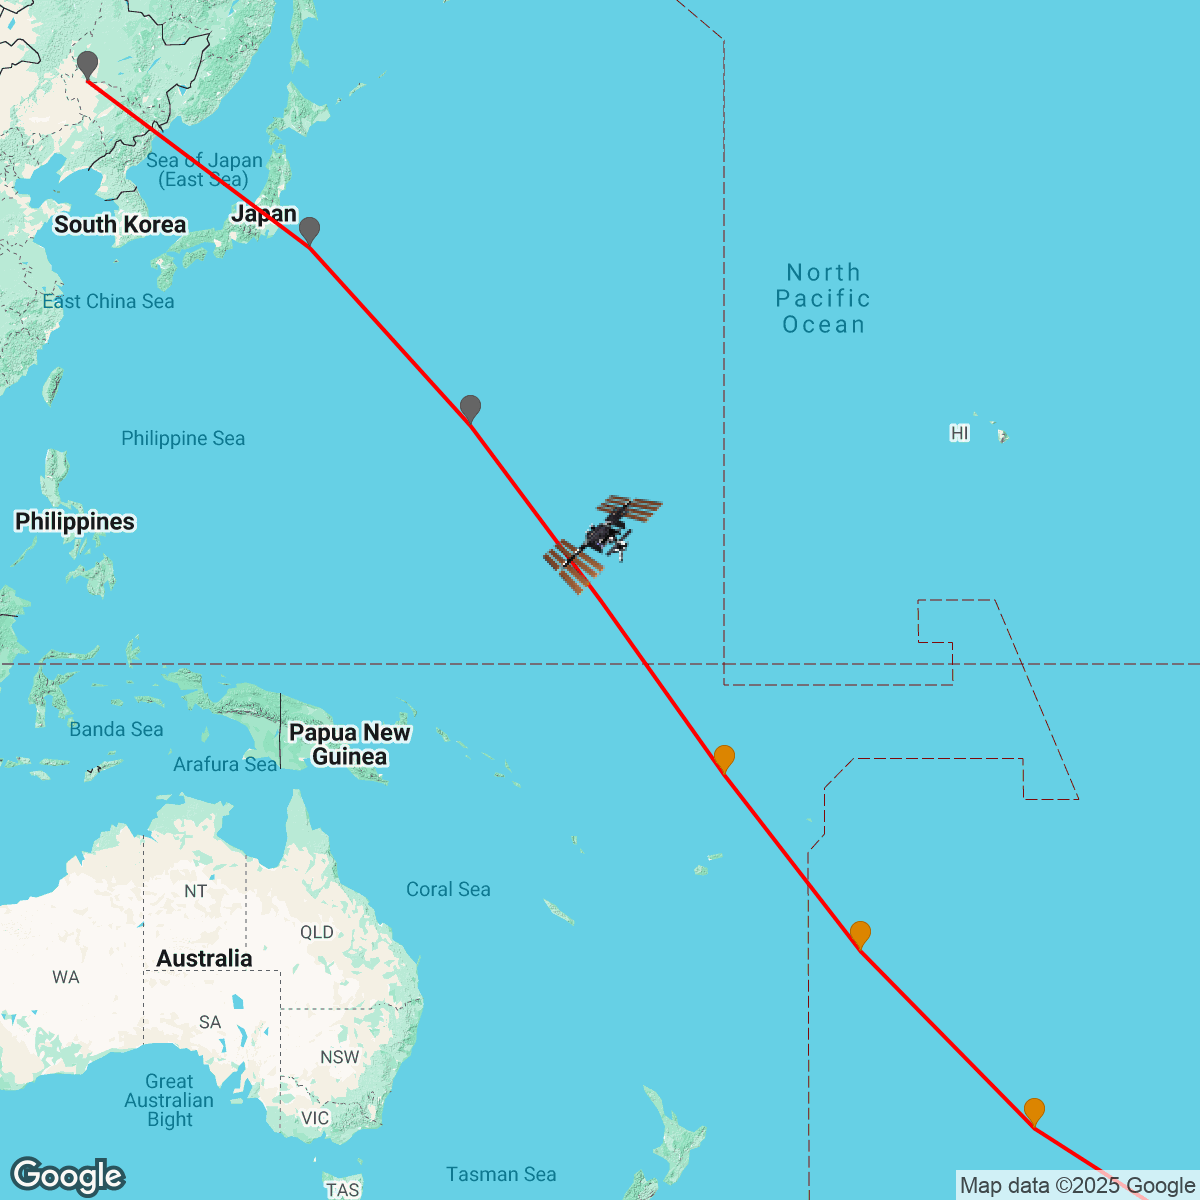 Sea of Japan
(East Sea)
South Korea
Japan
East China Sea
North
Pacific
Ocean
Philippine Sea
HI
Philippines
Banda Sea
Papua New
Guinea
Arafura Sea
Coral Sea
NT
QLD
Australia
WA
SA
NSW
Great
Australian
Bight
VIC
Tasman Sea
TAS
Google
Map data ©2025 Google